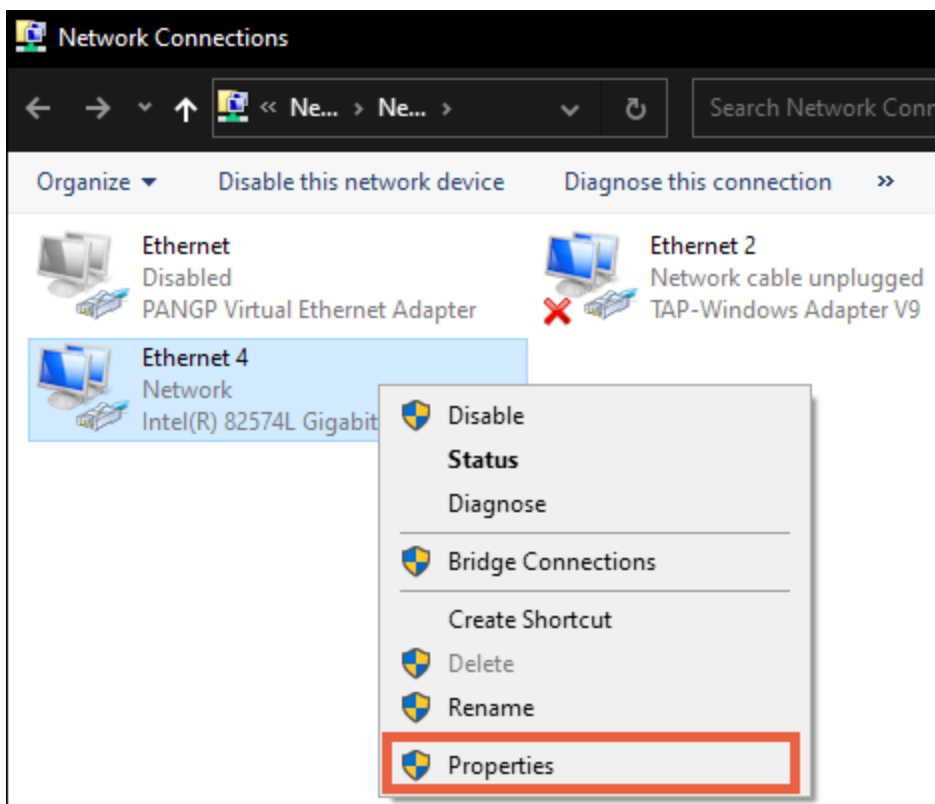 Network Connections
« Ne... › Ne... ›
Search Network Conn
Organize
Disable this network device
Diagnose this connection
»
Ethernet
Disabled
PANGP Virtual Ethernet Adapter
Ethernet 2
Network cable unplugged
TAP-Windows Adapter V9
Ethernet 4
Network
Intel(R) 82574L Gigabit
Disable
Status
Diagnose
Bridge Connections
Create Shortcut
Delete
Rename
Properties